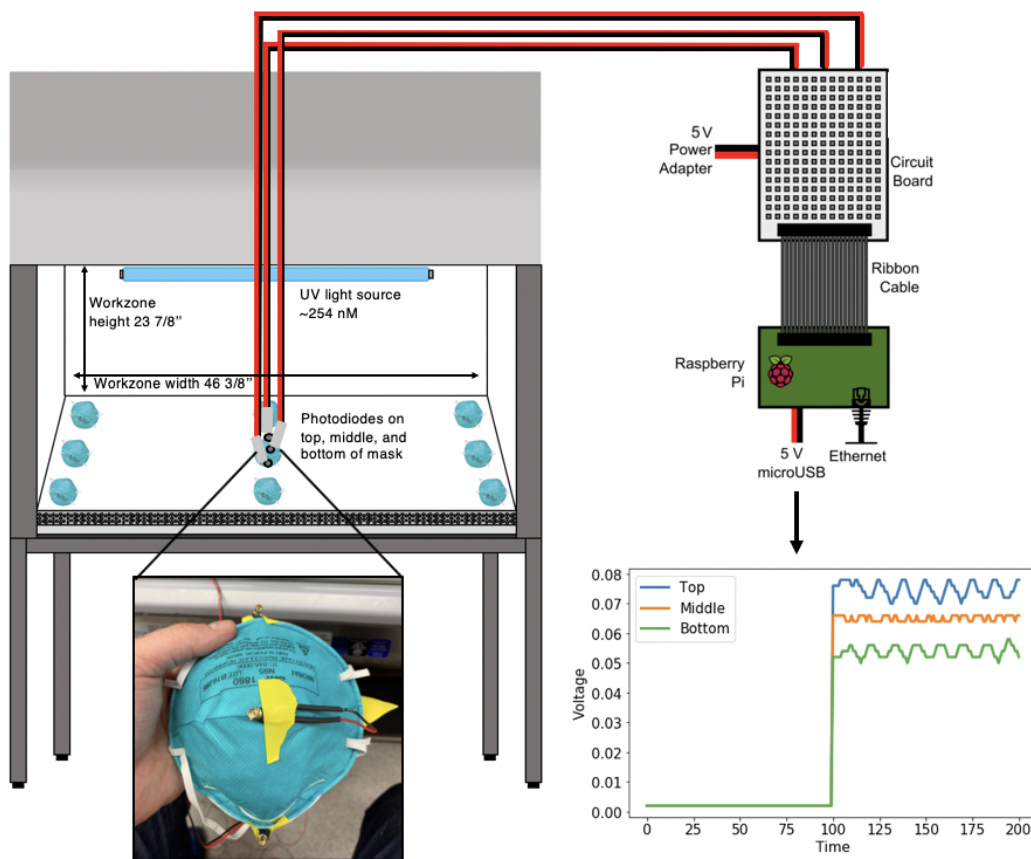 5 V
Power
Adapter
Circuit
Board
Ribbon
Cable
Workzone
height 23 7/8’’
UV light source
~254 nM
Workzone width 46 3/8’’
Photodiodes on
top, middle, and
bottom of mask
Raspberry
Pi
5 V
microUSB
Ethernet
1860
N95
NIOSH
Top
Middle
Bottom
Voltage
0.08
0.07
0.06
0.05
0.04
0.03
0.02
0.01
0.00
0
25
50
75
100
125
150
175
200
Time